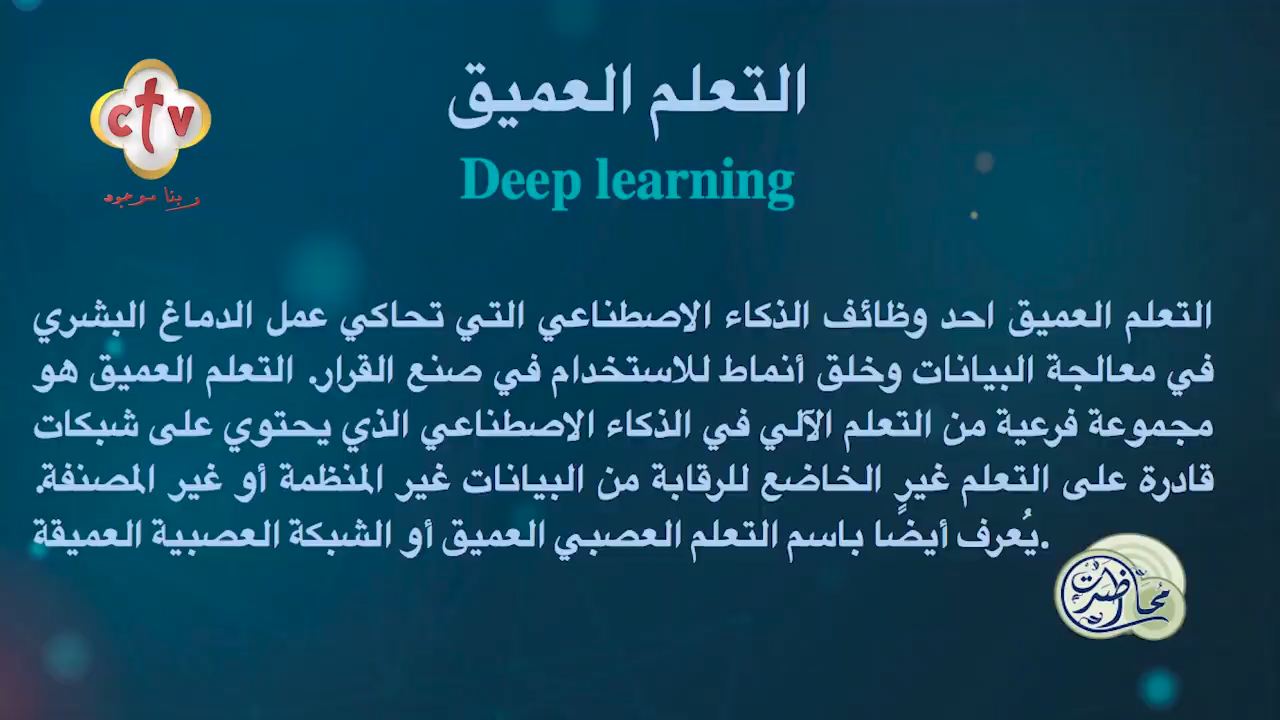 التعلم العميق
ctv
Deep learning
ربنا موجود
التعلم العميق احد وظائف الذكاء الاصطناعي التي تحاكي عمل الدماغ البشري
في معالجة البيانات وخلق أنماط للاستخدام في صنع القرار. التعلم العميق هو
مجموعة فرعية من التعلم الآلي في الذكاء الاصطناعي الذي يحتوي على شبكات
قادرة على التعلم غير الخاضع للرقابة من البيانات غير المنظمة أو غير المصنفة.
يُعرف أيضًا باسم التعلم العصبي العميق أو الشبكة العصبية العميقة.
محاضرات